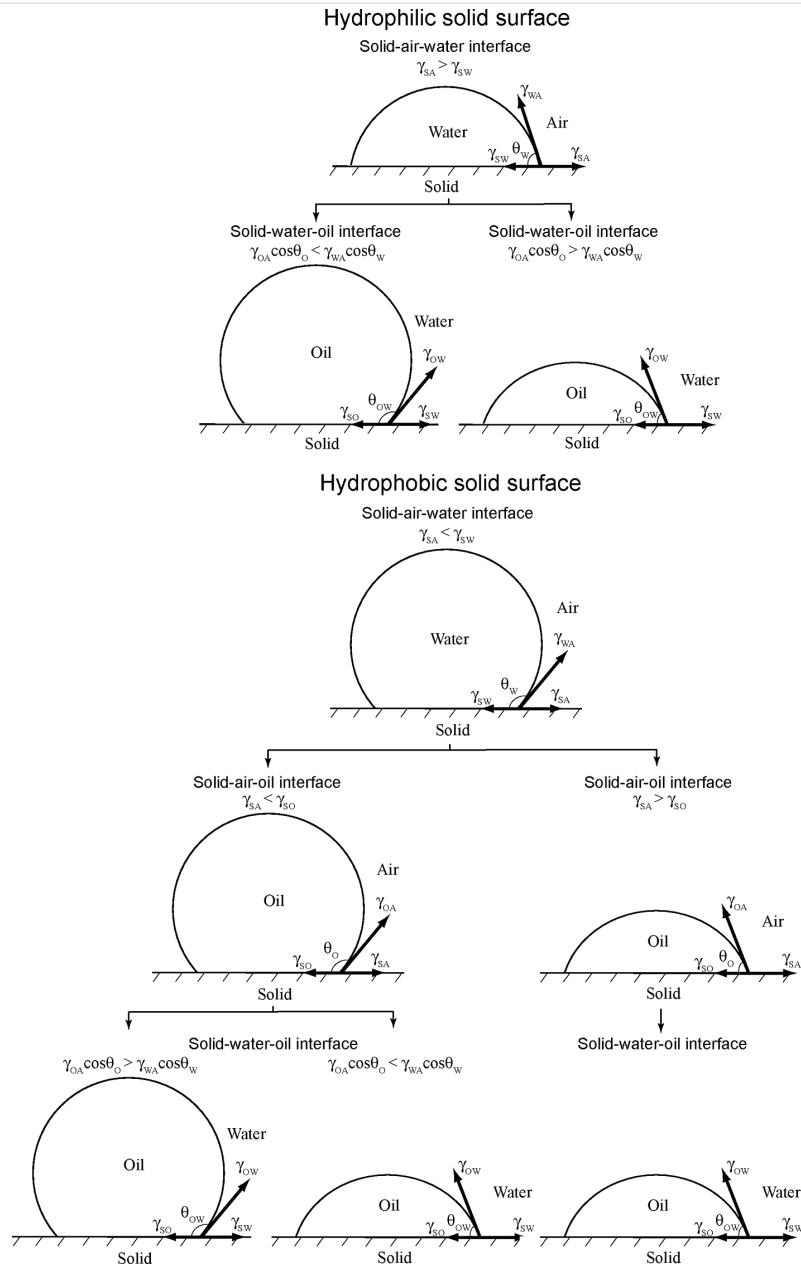 Hydrophilic solid surface
Solid-air-water interface
γSA > γSW
γWA
Air
Water
γSW θW γSA
Solid
Solid-water-oil interface
γOAcosθO < γWAcosθW
Solid-water-oil interface
γOAcosθO > γWAcosθW
Water
Oil
γOW
γSO θOW γSW
Solid
γOW
Water
Oil
γSO θOW γSW
Solid
Hydrophobic solid surface
Solid-air-water interface
γSA < γSW
Air
Water
γWA
γSW θW γSA
Solid
Solid-air-oil interface
γSA < γSO
Solid-air-oil interface
γSA > γSO
Air
Oil
γOA
γSO θO γSA
Solid
γOA
Air
Oil
γSO θO γSA
Solid
Solid-water-oil interface
γOAcosθO > γWAcosθW
γOAcosθO < γWAcosθW
Solid-water-oil interface
Water
Oil
γOW
γSO θOW γSW
Solid
γOW
Water
Oil
γSO θOW γSW
Solid
γOW
Water
Oil
γSO θOW γSW
Solid